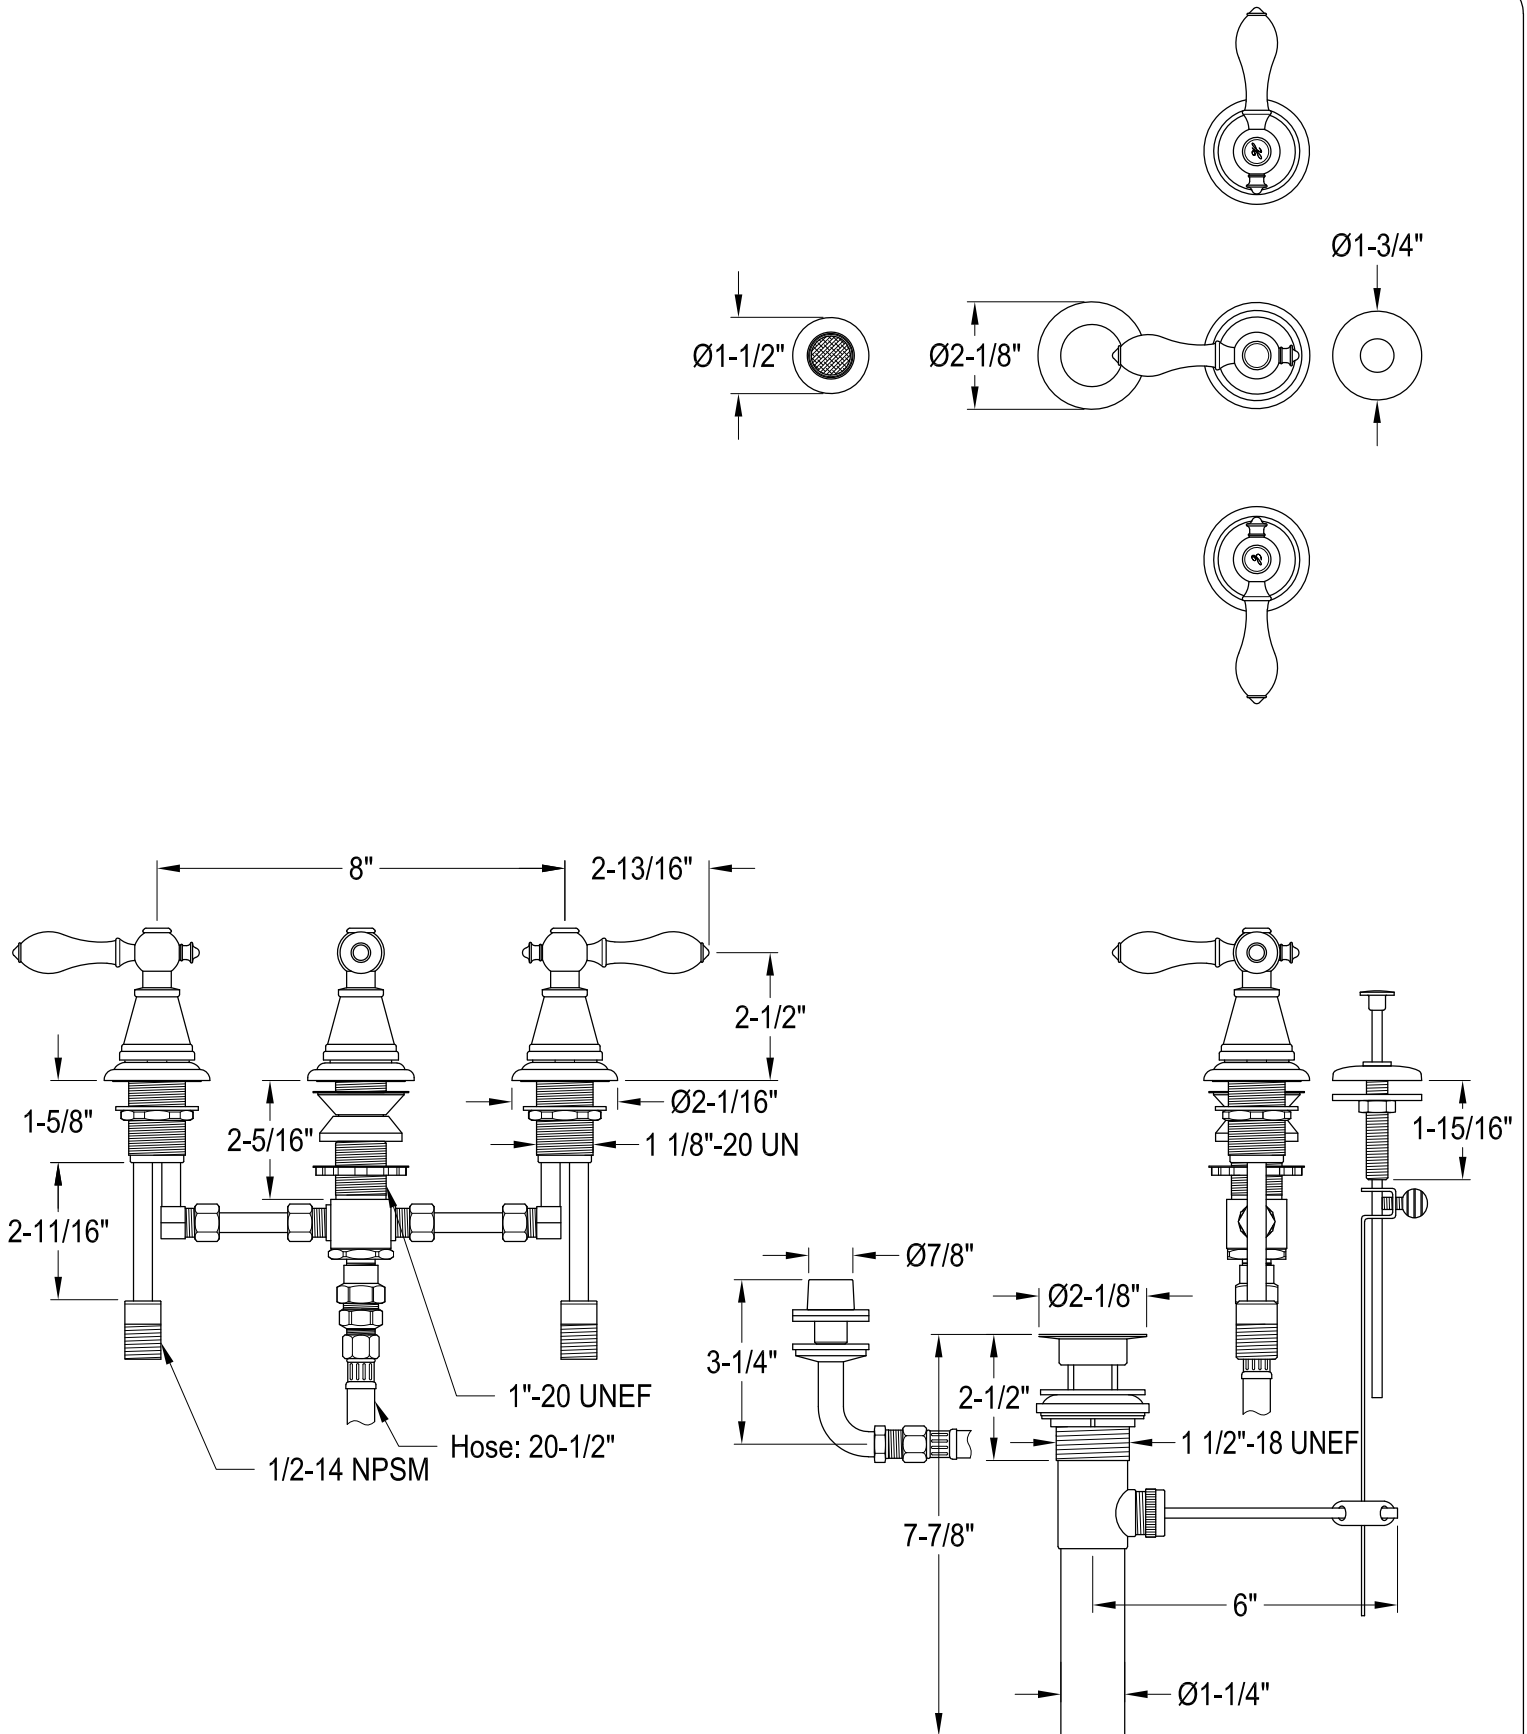 Ø1-3/4"
Ø1-1/2"
Ø2-1/8"
8"
2-13/16"
2-1/2"
1-5/8"
2-5/16"
Ø2-1/16"
1 1/8"-20 UN
1-15/16"
2-11/16"
Ø7/8"
Ø2-1/8"
3-1/4"
2-1/2"
1"-20 UNEF
Hose: 20-1/2"
1 1/2"-18 UNEF
1/2-14 NPSM
7-7/8"
6"
Ø1-1/4"